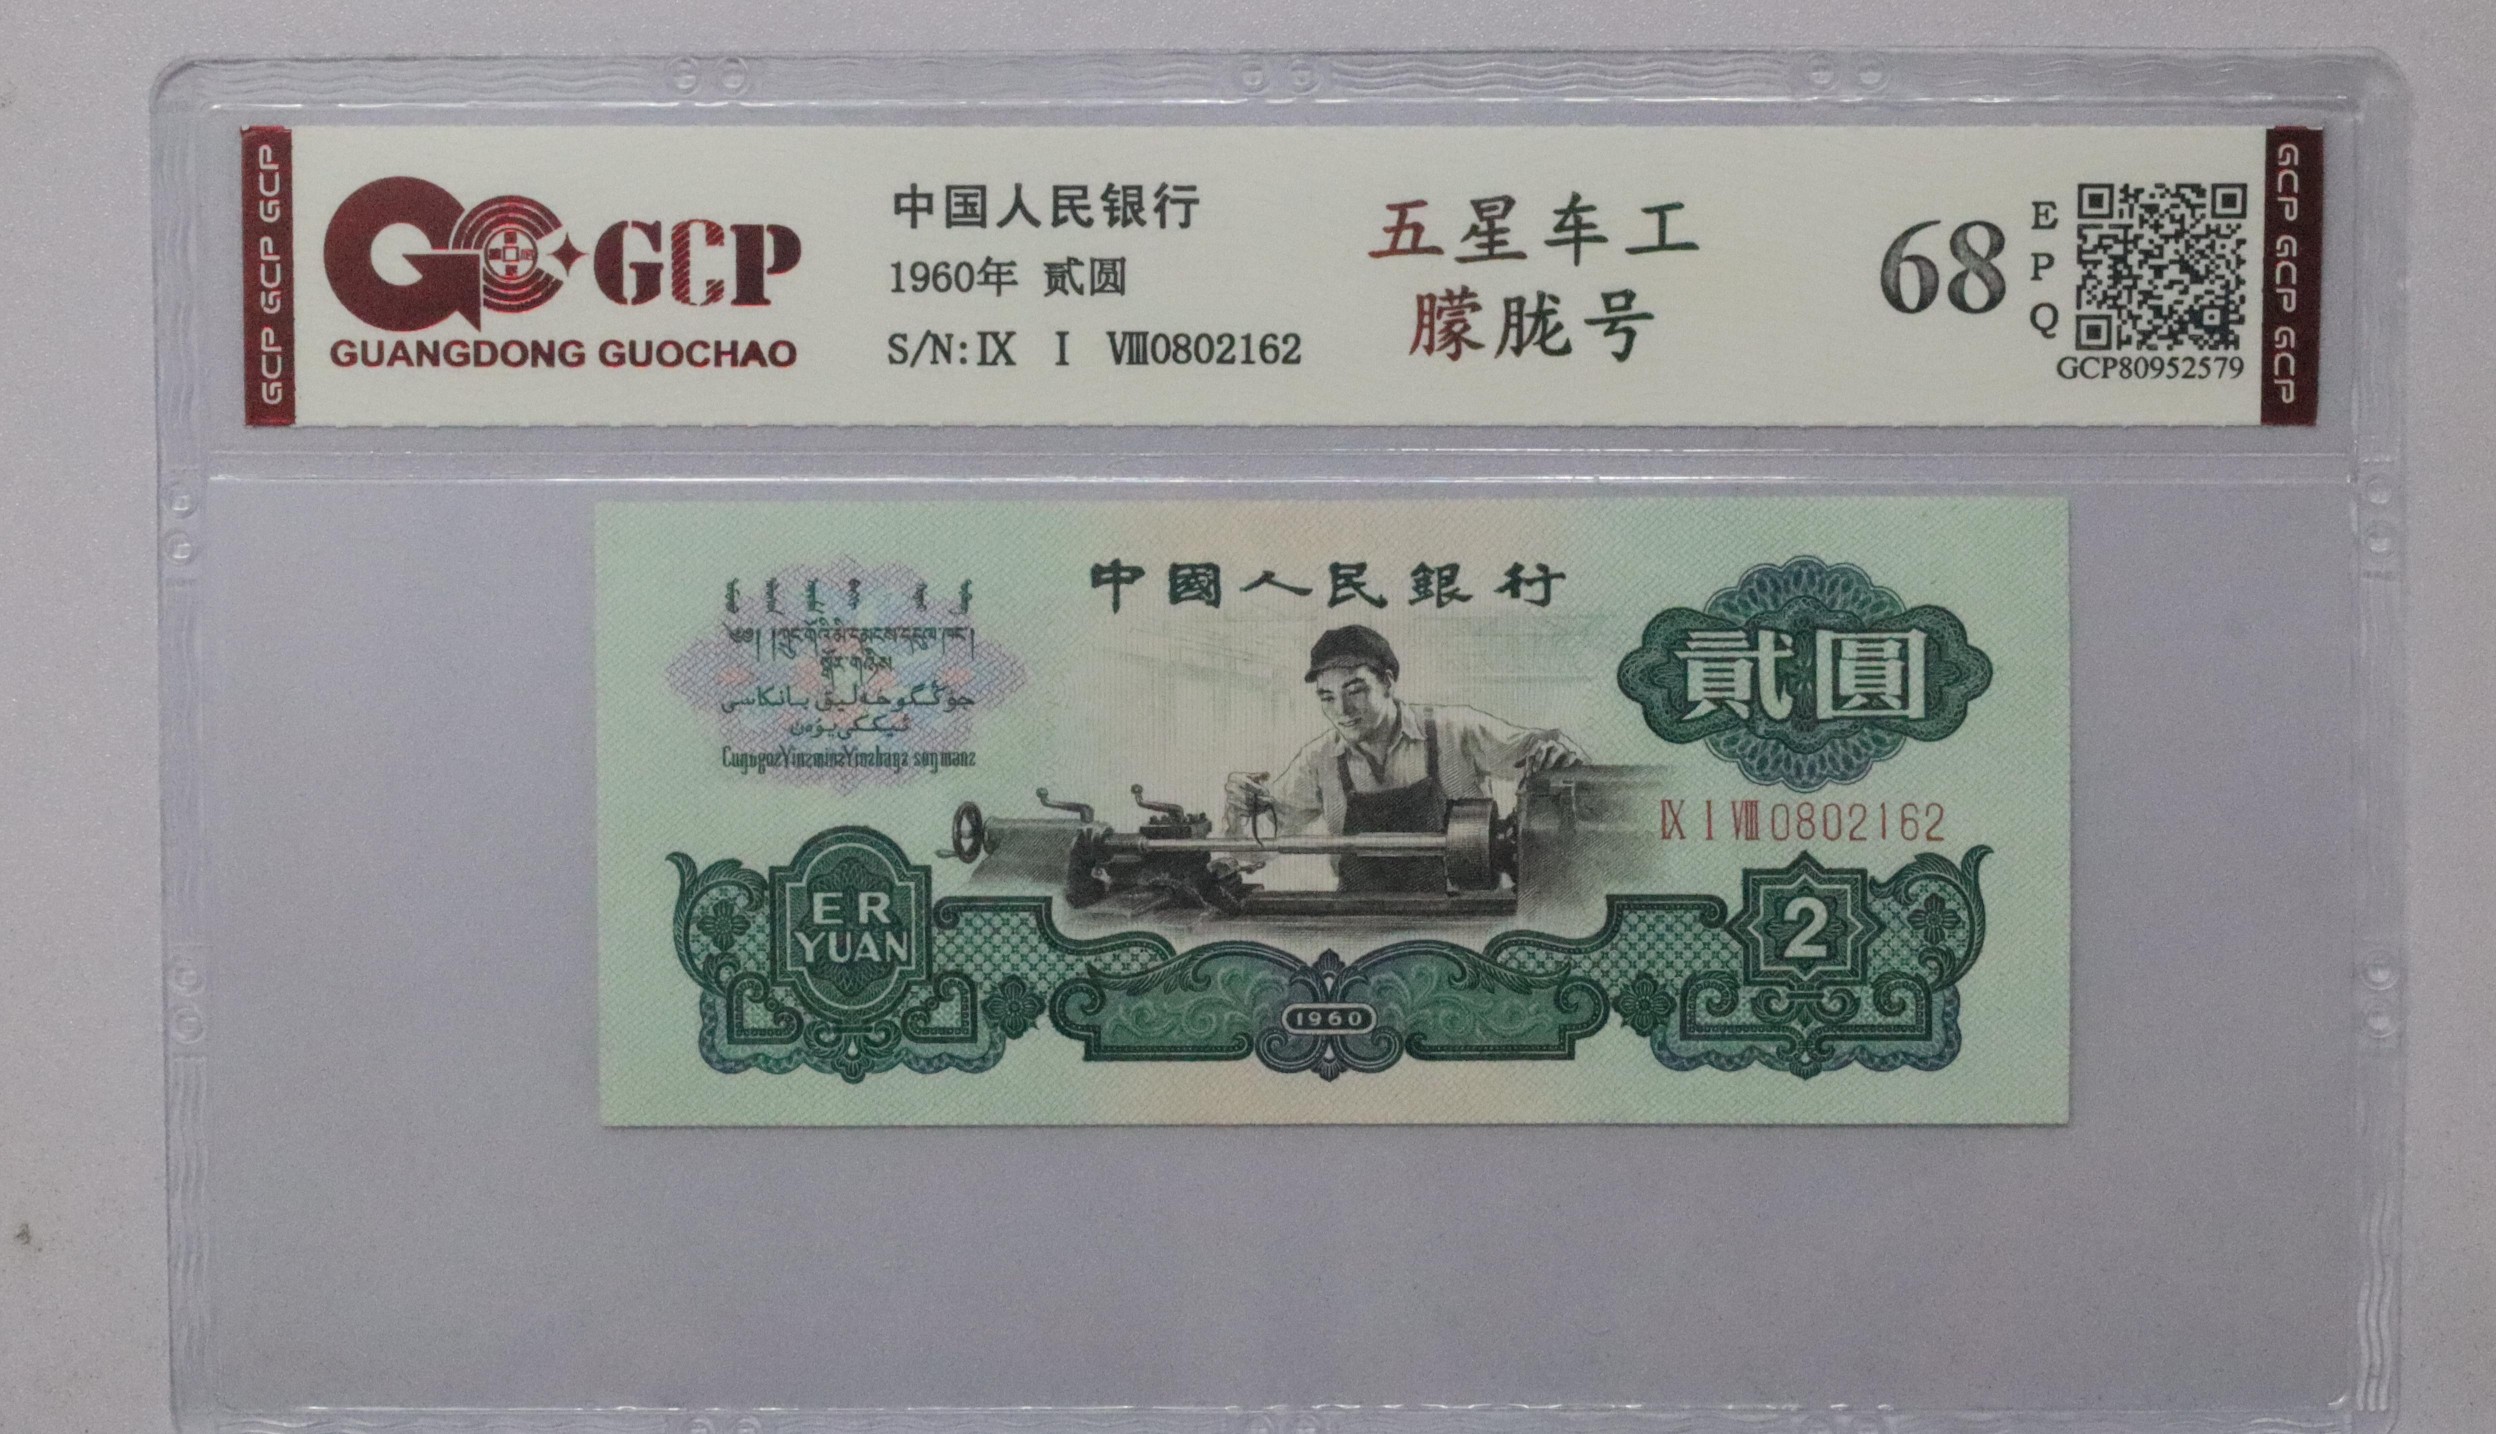 GCP GCP GCP
GCP
GUANGDONG GUOCHAO
中国人民银行
1960年 贰圆
S/N:Ⅸ Ⅰ Ⅷ0802162
五星车工
朦胧号
68
E
P
Q
GCP80952579
GCP GCP GCP
中國人民銀行
貳圓
Ⅸ Ⅰ Ⅷ 0802162
ER
YUAN
2
1960